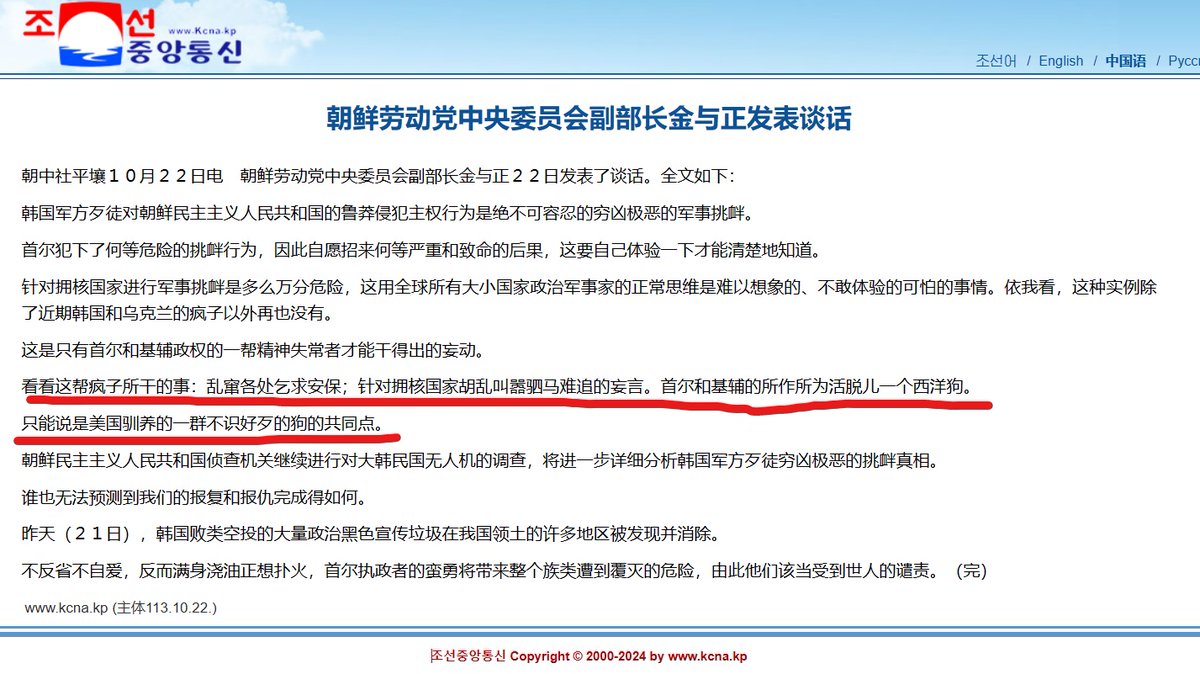 조선 www.Kcna.kp
중앙통신
조선어 / English / 中国语 / Русс
朝鲜劳动党中央委员会副部长金与正发表谈话
朝中社平壤１０月２２日电　朝鲜劳动党中央委员会副部长金与正２２日发表了谈话。全文如下：
韩国军方歹徒对朝鲜民主主义人民共和国的鲁莽侵犯主权行为是绝不可容忍的穷凶极恶的军事挑衅。
首尔犯下了何等危险的挑衅行为，因此自愿招来何等严重和致命的后果，这要自己体验一下才能清楚地知道。
针对拥核国家进行军事挑衅是多么万分危险，这用全球所有大小国家政治军事家的正常思维是难以想象的、不敢体验的可怕的事情。依我看，这种实例除
了近期韩国和乌克兰的疯子以外再也没有。
这是只有首尔和基辅政权的一帮精神失常者才能干得出的妄动。
看看这帮疯子所干的事：乱窜各处乞求安保；针对拥核国家胡乱叫嚣驷马难追的妄言。首尔和基辅的所作所为活脱儿一个西洋狗。
只能说是美国驯养的一群不识好歹的狗的共同点。
朝鲜民主主义人民共和国侦查机关继续进行对大韩民国无人机的调查，将进一步详细分析韩国军方歹徒穷凶极恶的挑衅真相。
谁也无法预测到我们的报复和报仇完成得如何。
昨天（２１日），韩国败类空投的大量政治黑色宣传垃圾在我国领土的许多地区被发现并消除。
不反省不自爱，反而满身浇油正想扑火，首尔执政者的蛮勇将带来整个族类遭到覆灭的危险，由此他们该当受到世人的谴责。（完）
www.kcna.kp (主体113.10.22.)
조선중앙통신 Copyright © 2000-2024 by www.kcna.kp